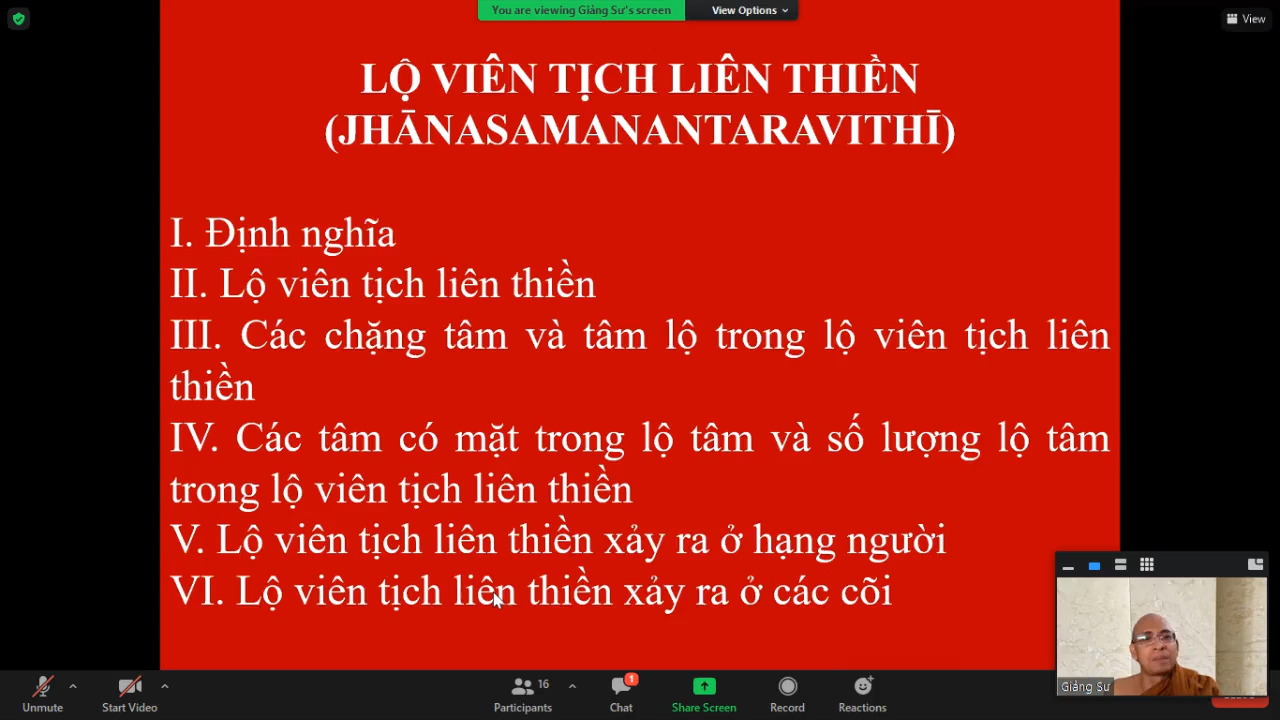 You are viewing Giảng Sư's screen
View Options
View
LỘ VIÊN TỊCH LIÊN THIỀN
(JHĀNASAMANANTARAVITHĪ)
I. Định nghĩa
II. Lộ viên tịch liên thiền
III. Các chặng tâm và tâm lộ trong lộ viên tịch liên
thiền
IV. Các tâm có mặt trong lộ tâm và số lượng lộ tâm
trong lộ viên tịch liên thiền
V. Lộ viên tịch liên thiền xảy ra ở hạng người
VI. Lộ viên tịch liên thiền xảy ra ở các cõi
Giảng Sư
Unmute
Start Video
16
Participants
1
Chat
Share Screen
Record
Reactions